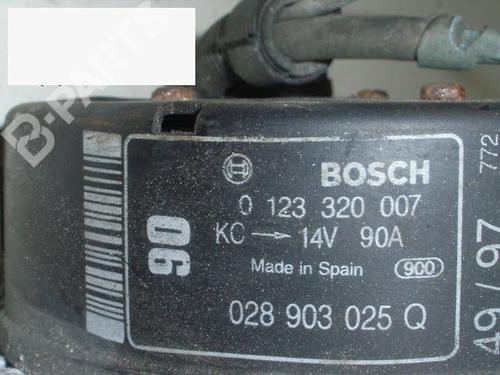 B-PARTS
BOSCH
0 123 320 007
KC → 14V 90A
Made in Spain 900
028 903 025 Q
90
49/97 772